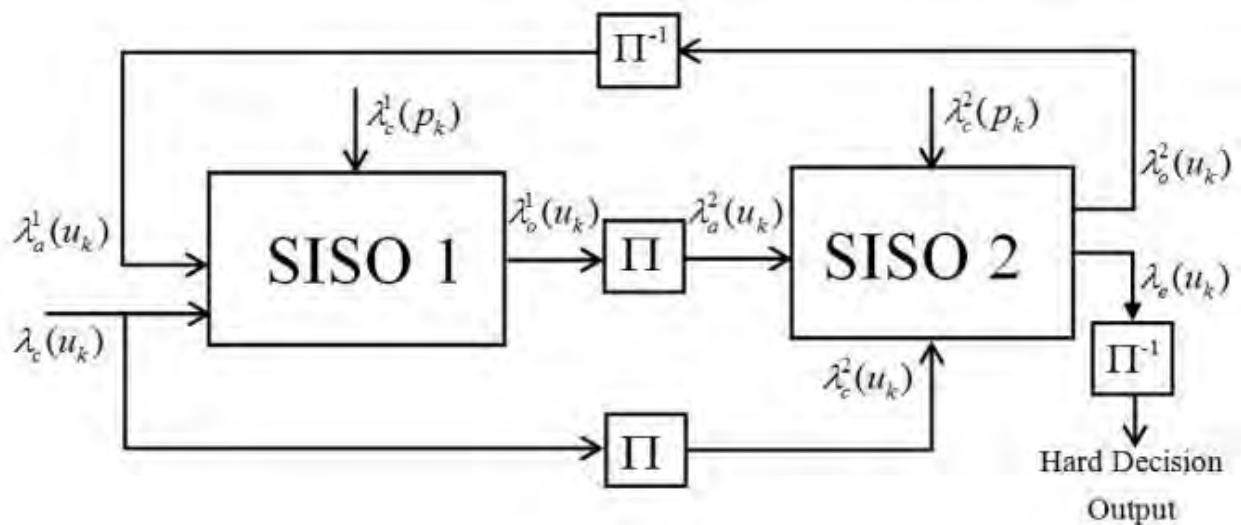 Π⁻¹
λ_c^1(p_k)
λ_c^2(p_k)
λ_o^2(u_k)
λ_a^1(u_k)
SISO 1
λ_o^1(u_k)
Π
λ_a^2(u_k)
SISO 2
λ_e(u_k)
λ_c(u_k)
λ_c^2(u_k)
Π⁻¹
Π
Hard Decision
Output